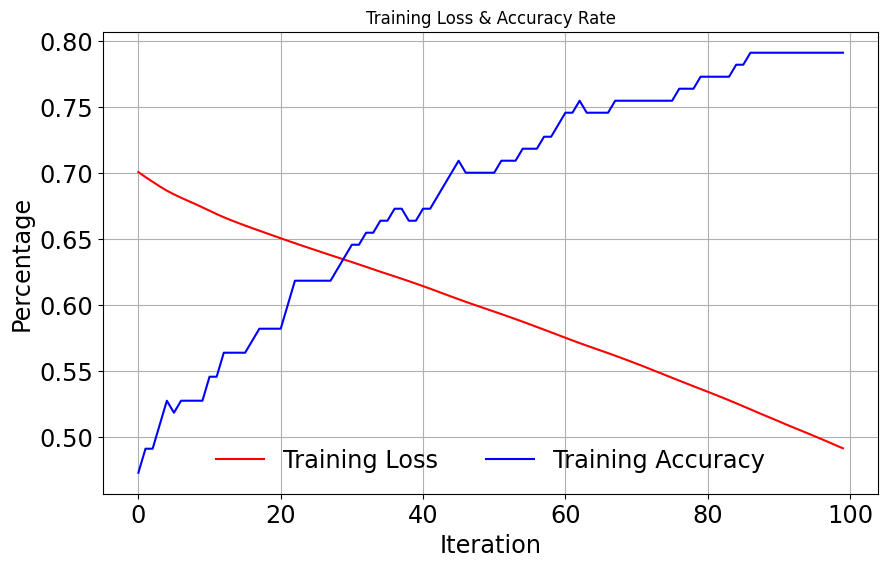 Training Loss & Accuracy Rate
0.80
0.75
0.70
0.65
0.60
0.55
0.50
Percentage
Training Loss
Training Accuracy
0 20 40 60 80 100
Iteration